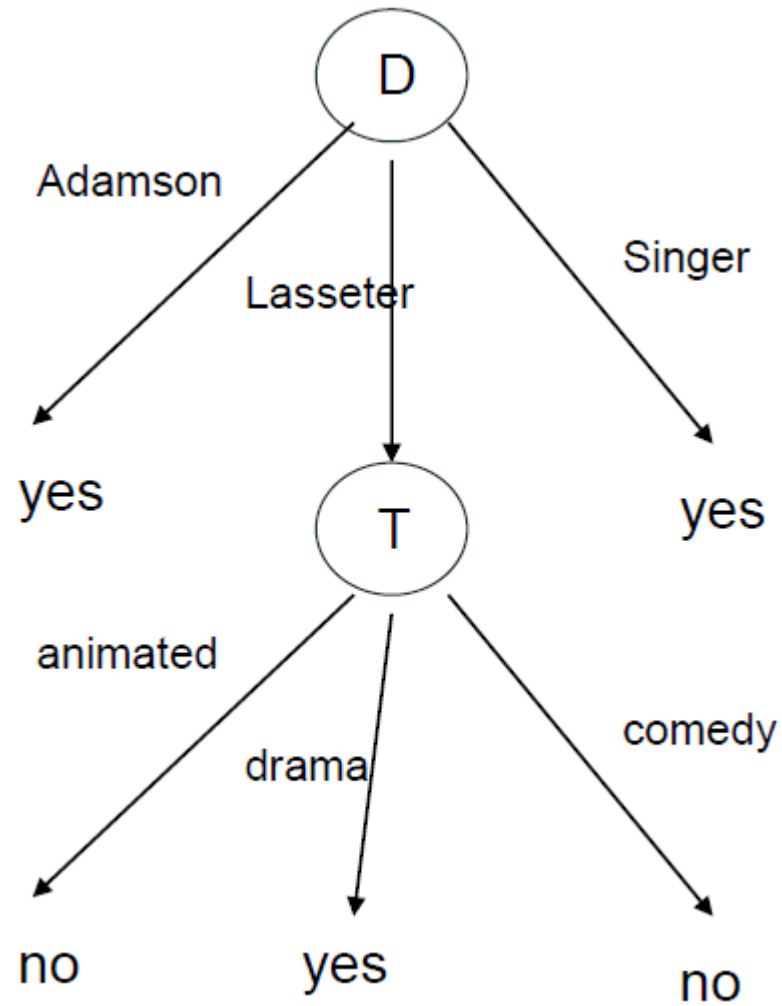 D
Adamson
Lasseter
Singer
yes
yes
T
animated
drama
comedy
no
yes
no